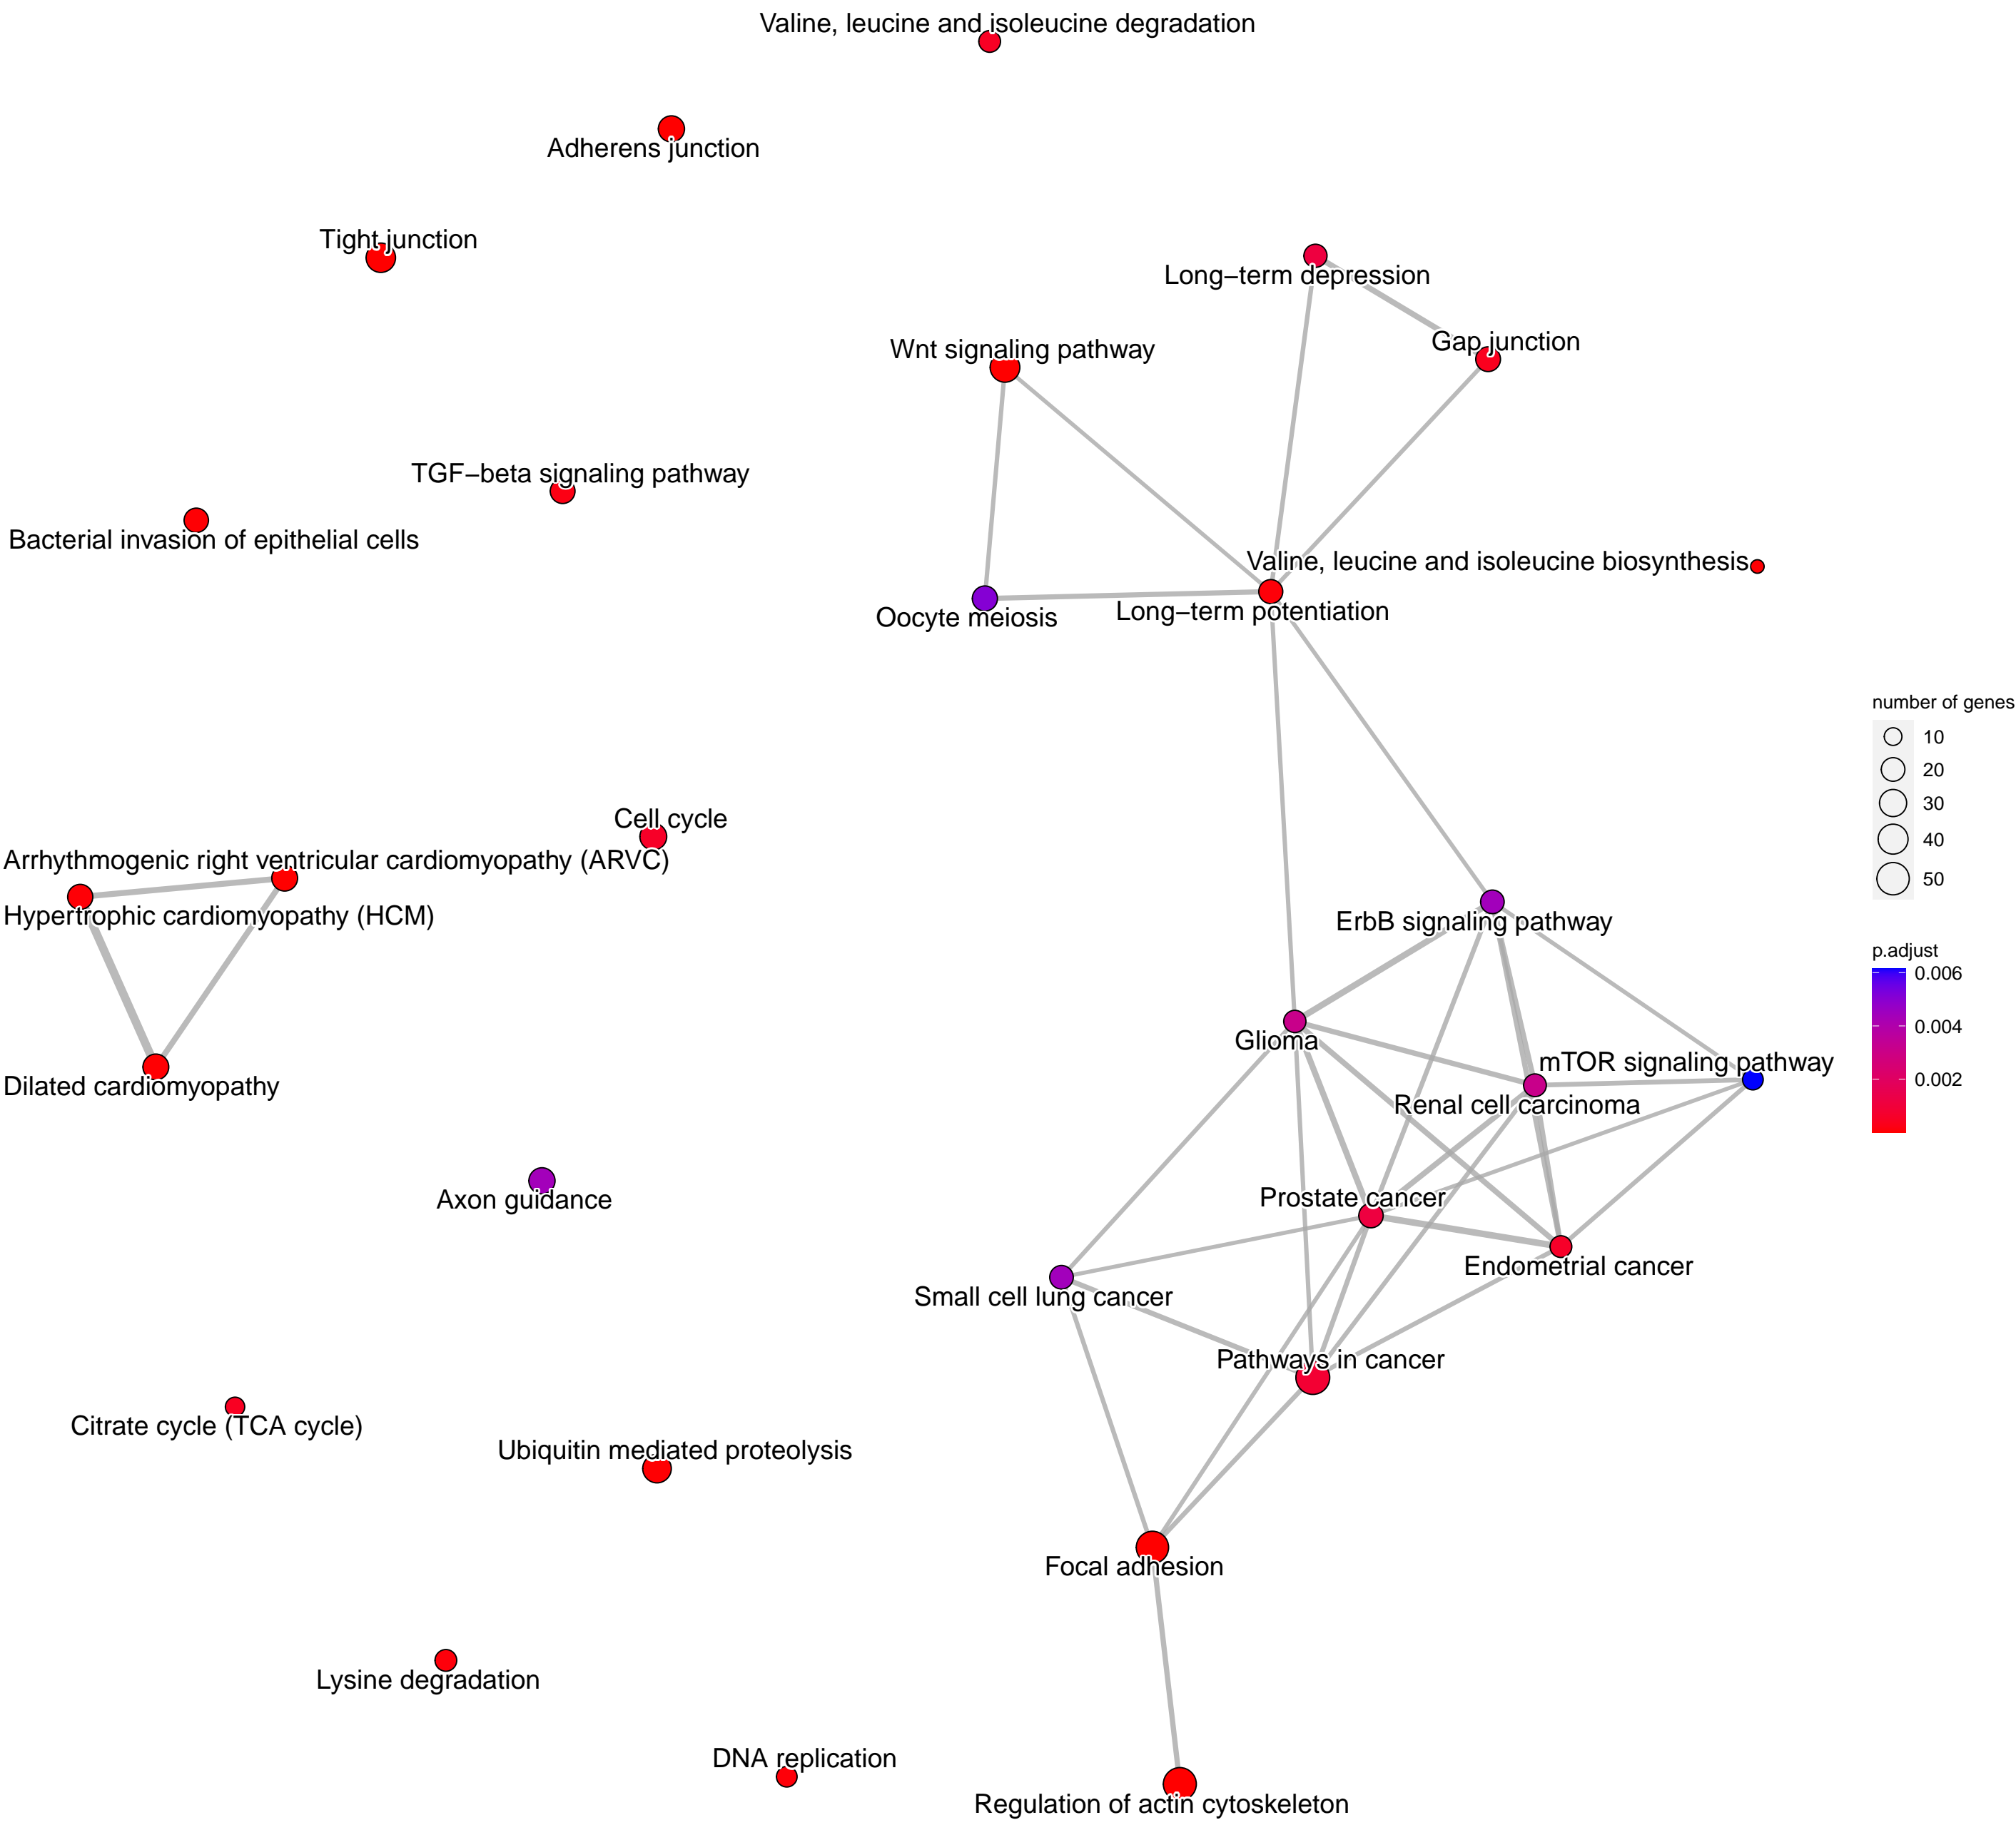 Valine, leucine and isoleucine degradation
Adherens junction
Tight junction
Long−term depression
Gap junction
Wnt signaling pathway
TGF−beta signaling pathway
Bacterial invasion of epithelial cells
Valine, leucine and isoleucine biosynthesis
Long−term potentiation
Oocyte meiosis
number of genes
10
20
30
40
50
Cell cycle
Arrhythmogenic right ventricular cardiomyopathy (ARVC)
Hypertrophic cardiomyopathy (HCM)
ErbB signaling pathway
p.adjust
0.006
0.004
0.002
Glioma
mTOR signaling pathway
Dilated cardiomyopathy
Renal cell carcinoma
Axon guidance
Prostate cancer
Endometrial cancer
Small cell lung cancer
Pathways in cancer
Citrate cycle (TCA cycle)
Ubiquitin mediated proteolysis
Focal adhesion
Lysine degradation
DNA replication
Regulation of actin cytoskeleton